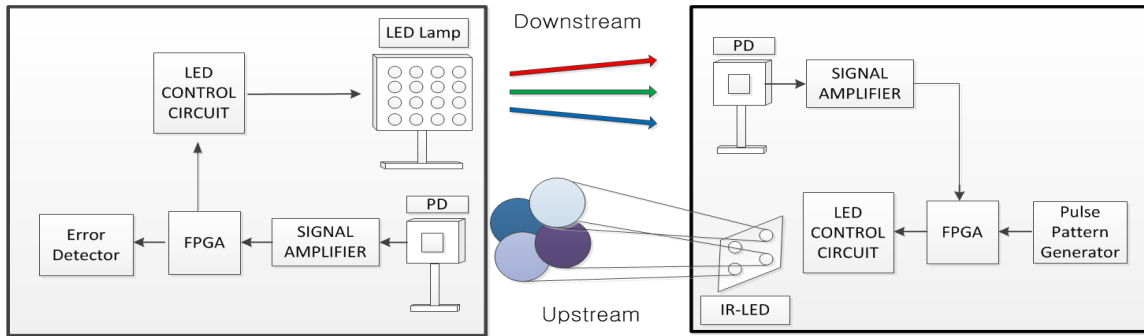 LED Lamp
LED
CONTROL
CIRCUIT
PD
Error
Detector
FPGA
SIGNAL
AMPLIFIER
Downstream
Upstream
PD
SIGNAL
AMPLIFIER
LED
CONTROL
CIRCUIT
FPGA
Pulse
Pattern
Generator
IR-LED